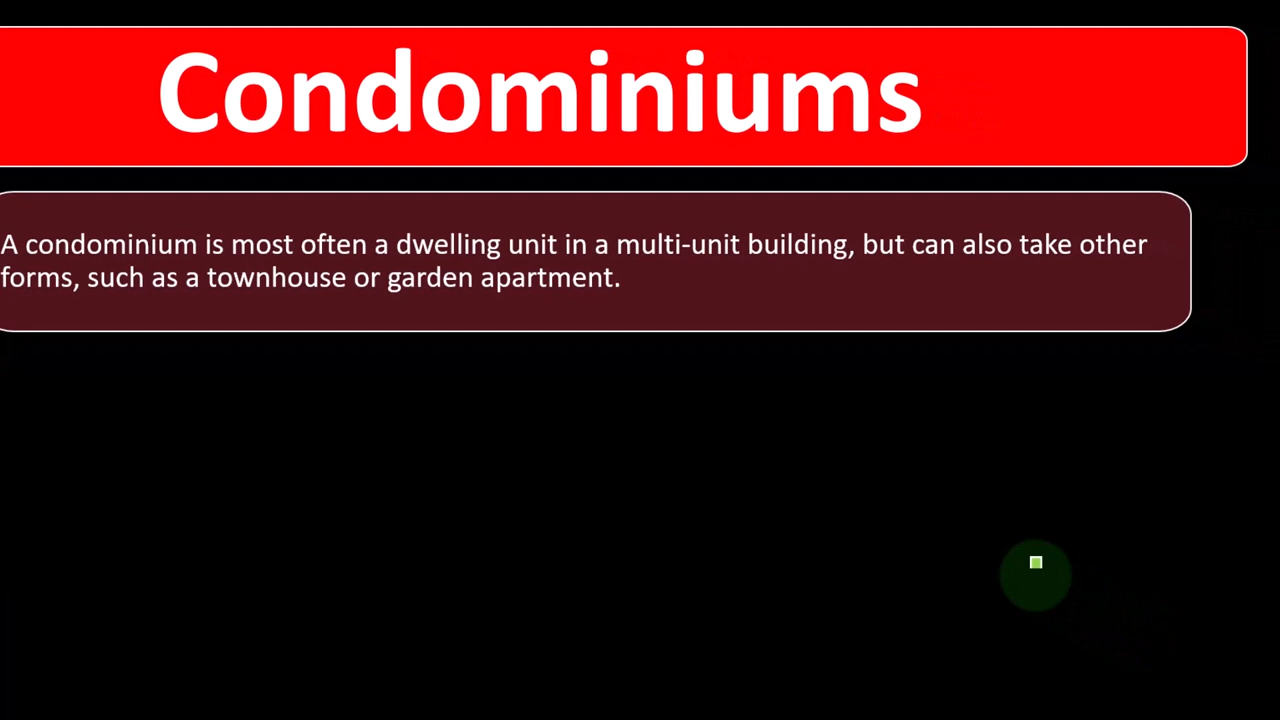 Condominiums
A condominium is most often a dwelling unit in a multi-unit building, but can also take other
forms, such as a townhouse or garden apartment.